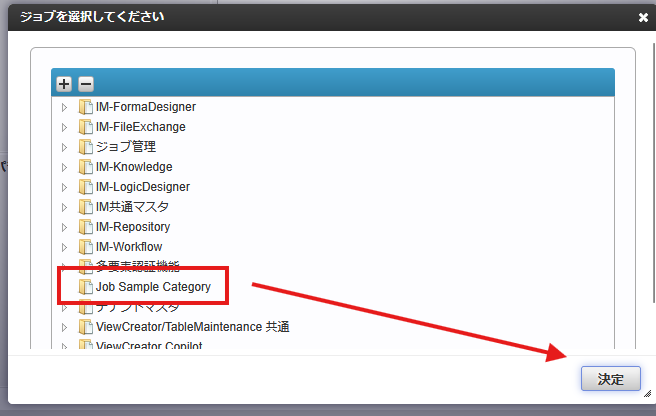 ジョブを選択してください
IM-FormaDesigner
IM-FileExchange
ジョブ管理
IM-Knowledge
IM-LogicDesigner
IM共通マスタ
IM-Repository
IM-Workflow
多要素認証機能
Job Sample Category
テナントマスタ
ViewCreator/TableMaintenance 共通
ViewCreator Copilot
決定